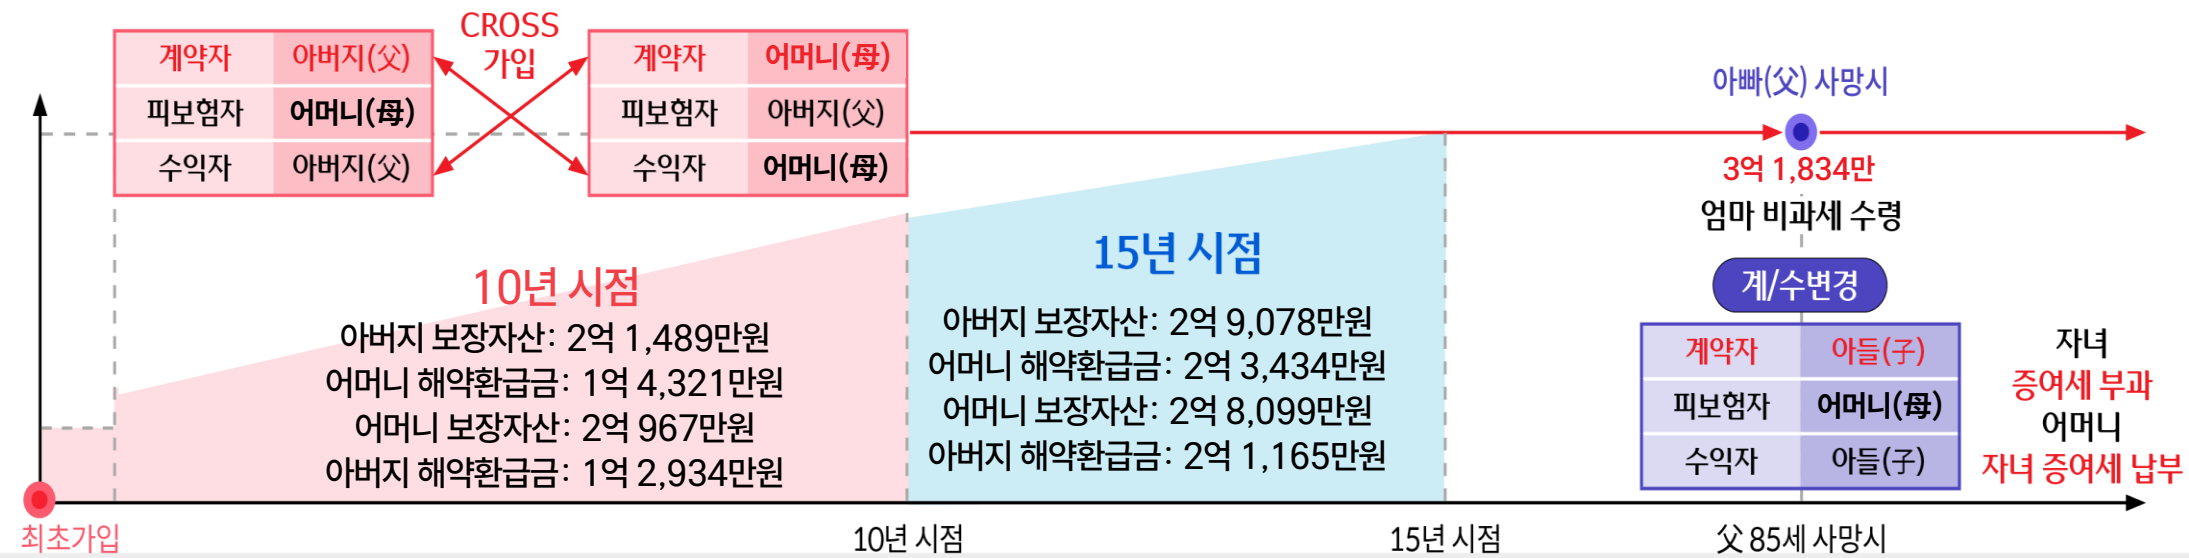 CROSS
가입
계약자 아버지(父)
피보험자 어머니(母)
수익자 아버지(父)
계약자 어머니(母)
피보험자 아버지(父)
수익자 어머니(母)
아빠(父) 사망시
3억 1,834만
엄마 비과세 수령
10년 시점
아버지 보장자산: 2억 1,489만원
어머니 해약환급금: 1억 4,321만원
어머니 보장자산: 2억 967만원
아버지 해약환급금: 1억 2,934만원
15년 시점
아버지 보장자산: 2억 9,078만원
어머니 해약환급금: 2억 3,434만원
어머니 보장자산: 2억 8,099만원
아버지 해약환급금: 2억 1,165만원
계/수변경
계약자 아들(子)
피보험자 어머니(母)
수익자 아들(子)
자녀
증여세 부과
어머니
자녀 증여세 납부
최초가입
10년 시점
15년 시점
父 85세 사망시